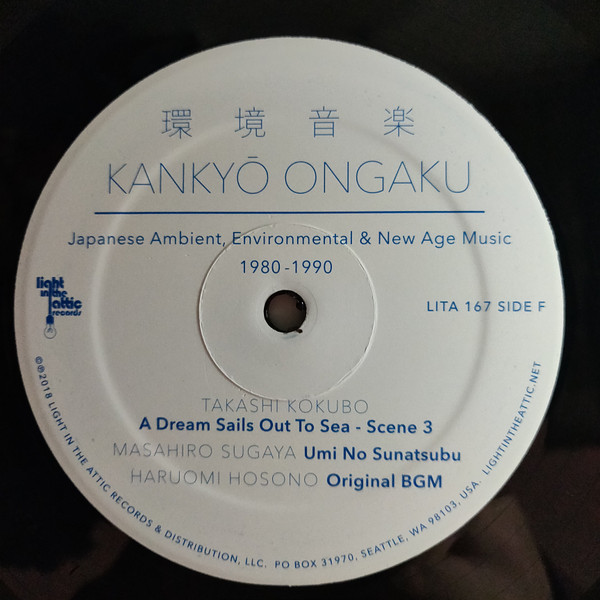 環境音楽
KANKYŌ ONGAKU
Japanese Ambient, Environmental & New Age Music
1980-1990
light
in the
attic
records
LITA 167 SIDE F
TAKASHI KOKUBO
A Dream Sails Out To Sea - Scene 3
MASAHIRO SUGAYA Umi No Sunatsubu
HARUOMI HOSONO Original BGM
©℗2018 LIGHT IN THE ATTIC RECORDS & DISTRIBUTION, LLC. PO BOX 31970, SEATTLE, WA 98103, USA. LIGHTINTHEATTIC.NET